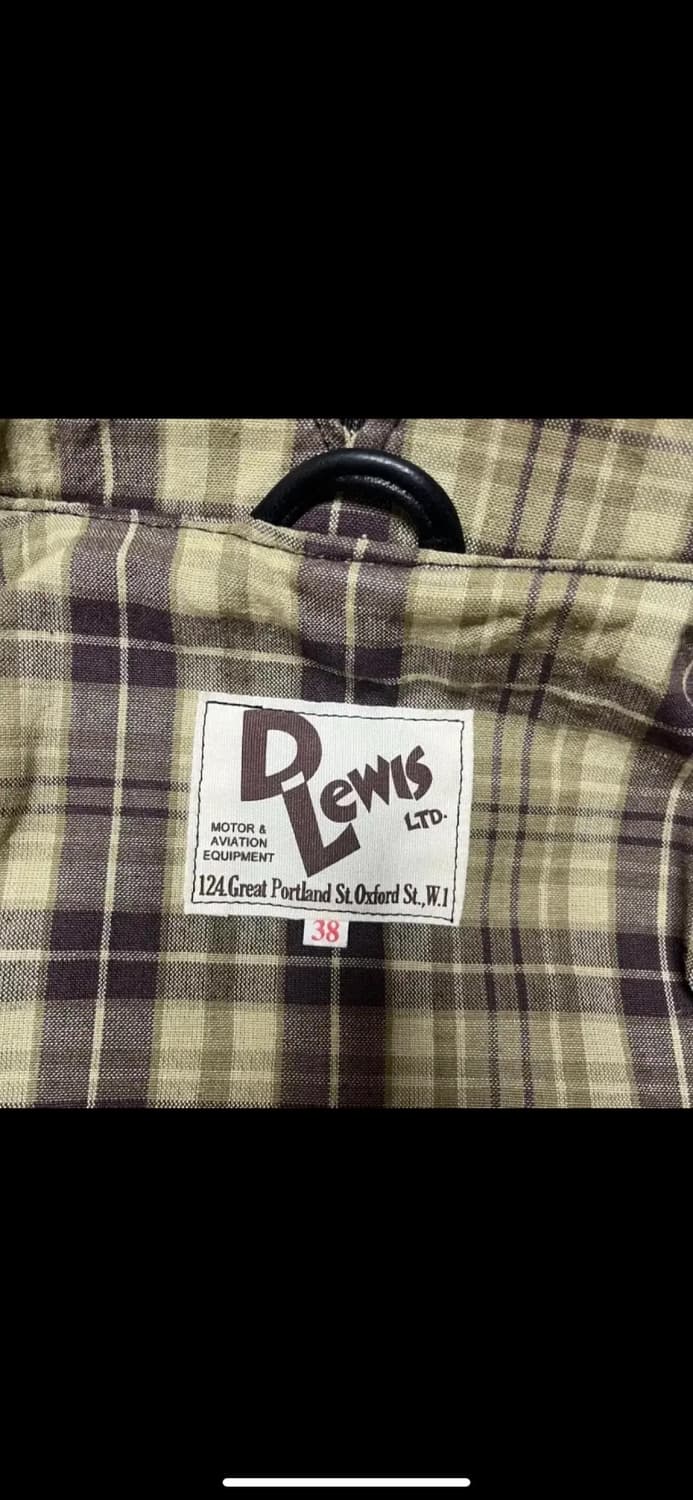 D Lewis
LTD.
MOTOR &
AVIATION
EQUIPMENT
124.Great Portland St.Oxford St.,W.1
38